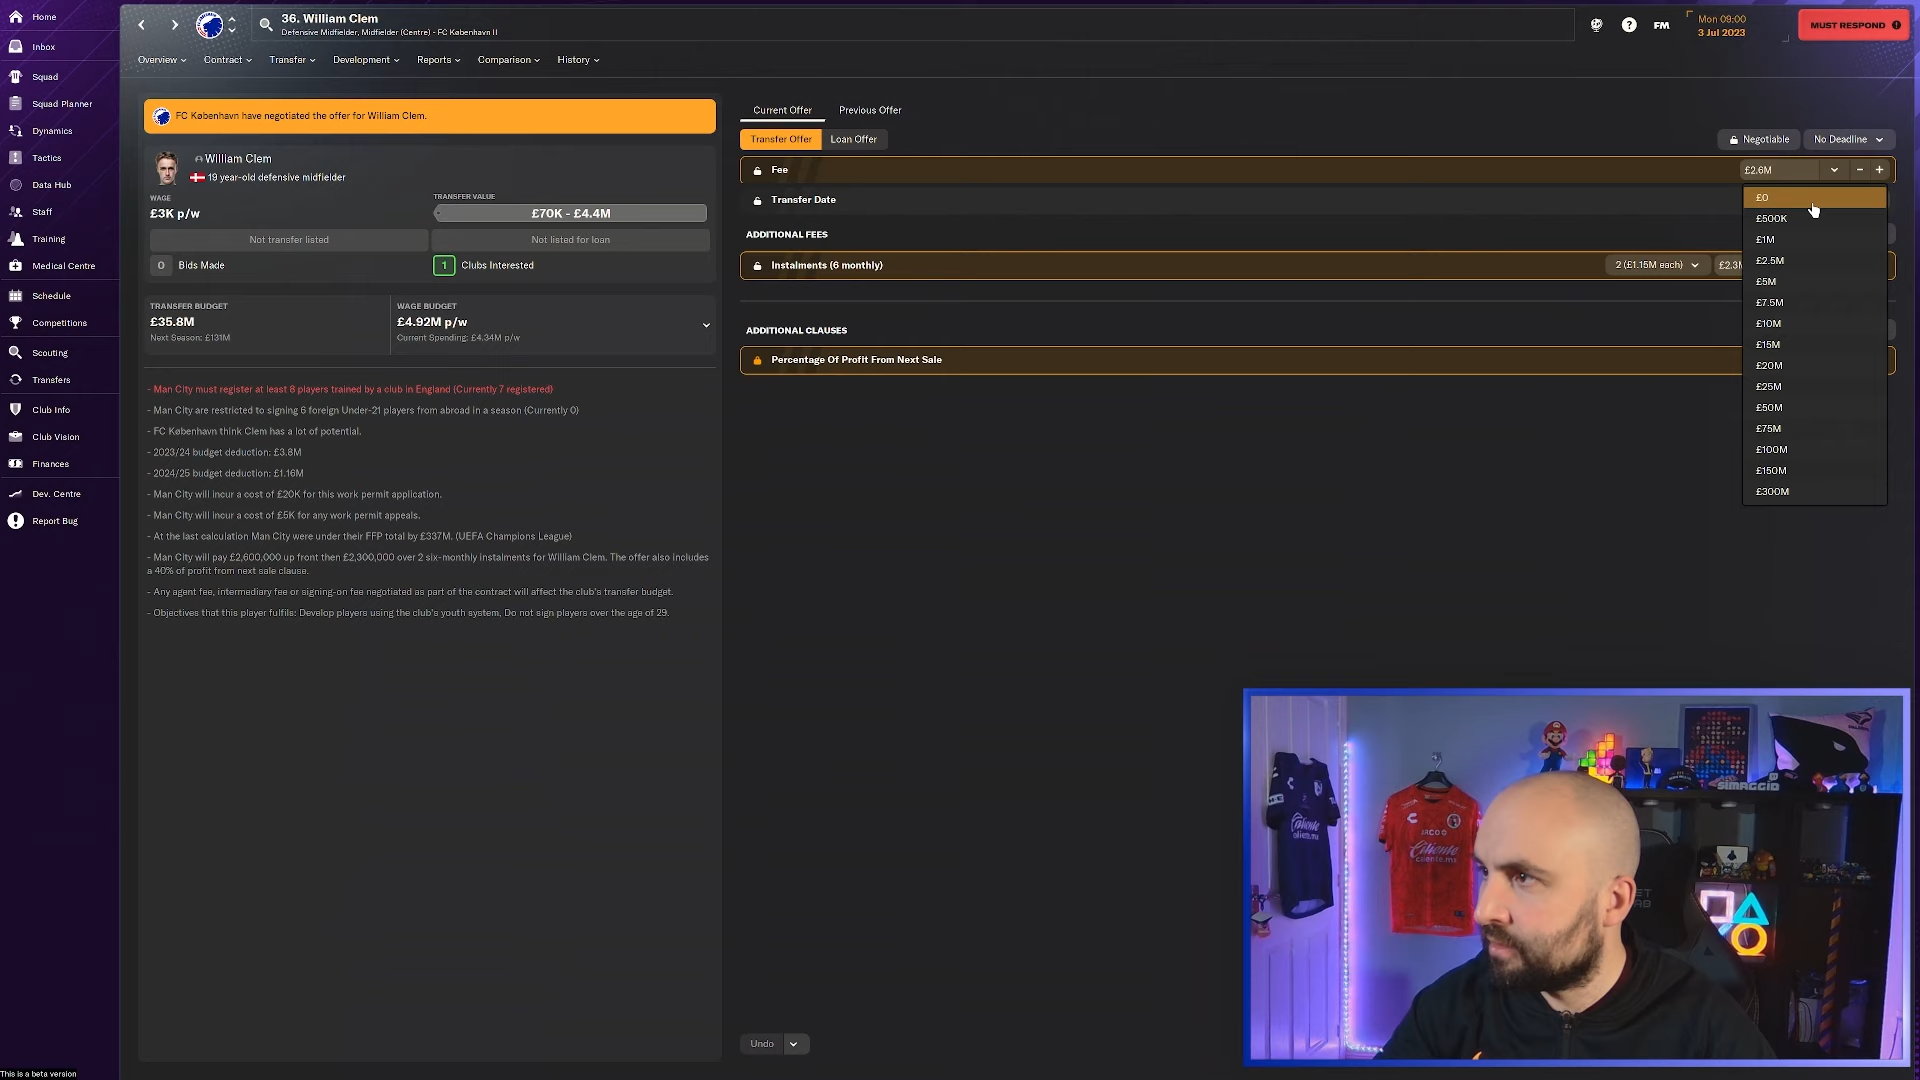 Home
Inbox
Squad
Squad Planner
Dynamics
Tactics
Data Hub
Staff
Training
Medical Centre
Schedule
Competitions
Scouting
Transfers
Club Info
Club Vision
Finances
Dev. Centre
Report Bug
This is a beta version
36. William Clem
Defensive Midfielder, Midfielder (Centre) - FC København II
FM
Mon 09:00
3 Jul 2023
MUST RESPOND
Overview Contract Transfer Development Reports Comparison History
FC København have negotiated the offer for William Clem.
William Clem
19 year-old defensive midfielder
WAGE
£3K p/w
TRANSFER VALUE
£70K - £4.4M
Not transfer listed
Not listed for loan
0 Bids Made
1 Clubs Interested
TRANSFER BUDGET
£35.8M
Next Season: £131M
WAGE BUDGET
£4.92M p/w
Current Spending: £4.34M p/w
- Man City must register at least 8 players trained by a club in England (Currently 7 registered)
- Man City are restricted to signing 6 foreign Under-21 players from abroad in a season (Currently 0)
- FC København think Clem has a lot of potential.
- 2023/24 budget deduction: £3.8M
- 2024/25 budget deduction: £1.16M
- Man City will incur a cost of £20K for this work permit application.
- Man City will incur a cost of £5K for any work permit appeals.
- At the last calculation Man City were under their FFP total by £337M. (UEFA Champions League)
- Man City will pay £2,600,000 up front then £2,300,000 over 2 six-monthly instalments for William Clem. The offer also includes
a 40% of profit from next sale clause.
- Any agent fee, intermediary fee or signing-on fee negotiated as part of the contract will affect the club's transfer budget.
- Objectives that this player fulfils: Develop players using the club's youth system, Do not sign players over the age of 29.
Current Offer Previous Offer
Transfer Offer Loan Offer
Negotiable No Deadline
Fee £2.6M
Transfer Date
ADDITIONAL FEES
Instalments (6 monthly) 2 (£1.15M each) £2.3M
ADDITIONAL CLAUSES
Percentage Of Profit From Next Sale
£0
£500K
£1M
£2.5M
£5M
£7.5M
£10M
£15M
£20M
£25M
£50M
£75M
£100M
£150M
£300M
Undo
SIMAGGIO
Caliente
caliente.mx
Caliente
caliente.mx